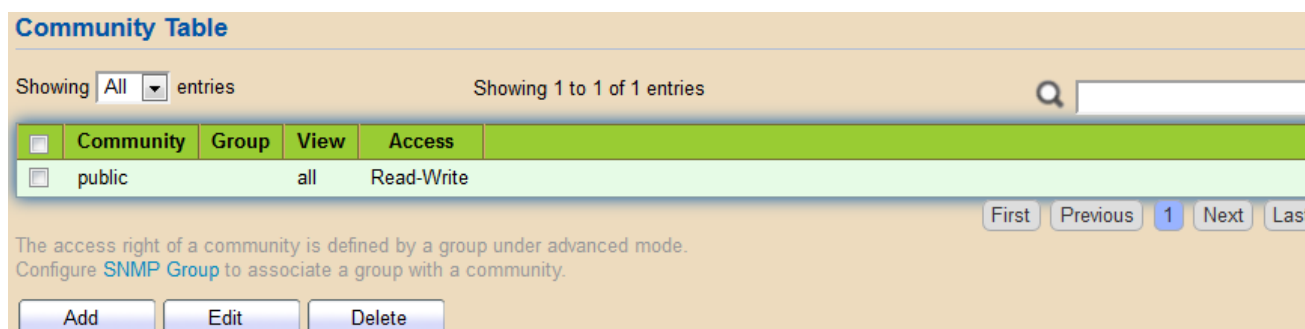 Community Table
Showing All entries Showing 1 to 1 of 1 entries
Community Group View Access
public all Read-Write
First Previous 1 Next Last
The access right of a community is defined by a group under advanced mode.
Configure SNMP Group to associate a group with a community.
Add Edit Delete